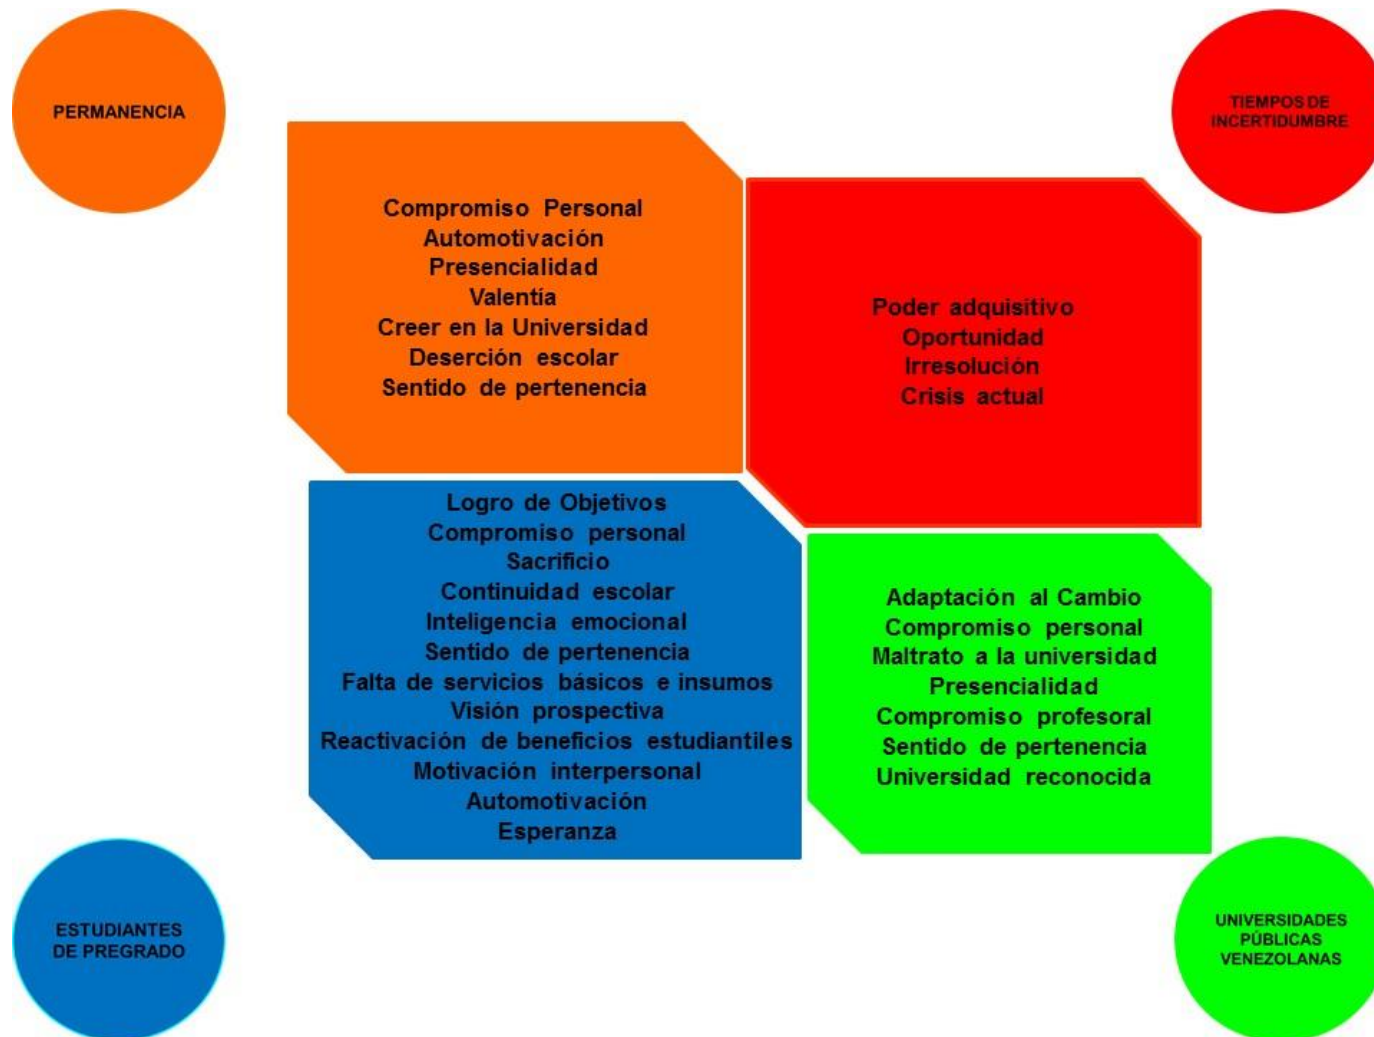 PERMANENCIA
TIEMPOS DE
INCERTIDUMBRE
Compromiso Personal
Automotivación
Presencialidad
Valentía
Creer en la Universidad
Deserción escolar
Sentido de pertenencia
Poder adquisitivo
Oportunidad
Irresolución
Crisis actual
Logro de Objetivos
Compromiso personal
Sacrificio
Continuidad escolar
Inteligencia emocional
Sentido de pertenencia
Falta de servicios básicos e insumos
Visión prospectiva
Reactivación de beneficios estudiantiles
Motivación interpersonal
Automotivación
Esperanza
Adaptación al Cambio
Compromiso personal
Maltrato a la universidad
Presencialidad
Compromiso profesoral
Sentido de pertenencia
Universidad reconocida
ESTUDIANTES
DE PREGRADO
UNIVERSIDADES
PÚBLICAS
VENEZOLANAS